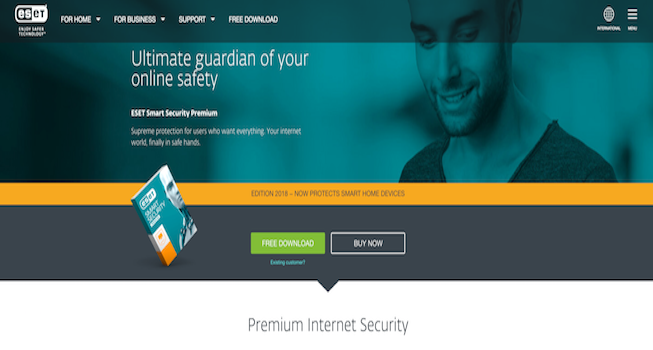 eset
ENJOY SAFER
TECHNOLOGY™
FOR HOME
FOR BUSINESS
SUPPORT
FREE DOWNLOAD
INTERNATIONAL
MENU
Ultimate guardian of your
online safety
ESET Smart Security Premium
Supreme protection for users who want everything. Your internet
world, finally in safe hands.
EDITION 2018 – NOW PROTECTS SMART HOME DEVICES
eset
SMART
SECURITY
FREE DOWNLOAD
BUY NOW
Existing customer?
Premium Internet Security